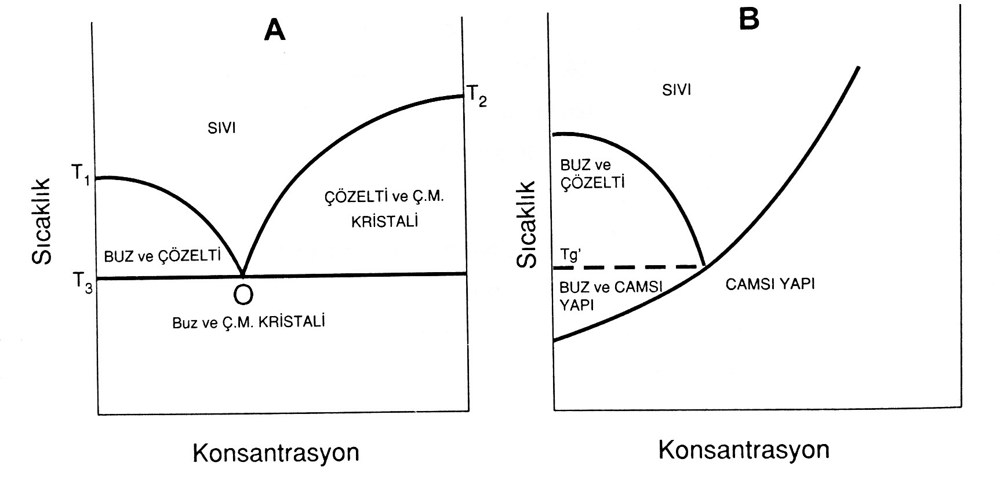 A
SIVI
T1
T2
T3
BUZ ve ÇÖZELTİ
ÇÖZELTİ ve Ç.M.
KRİSTALİ
O
Buz ve Ç.M. KRİSTALİ
Sıcaklık
Konsantrasyon
B
SIVI
BUZ ve
ÇÖZELTİ
Tg'
BUZ ve CAMSI
YAPI
CAMSI YAPI
Sıcaklık
Konsantrasyon